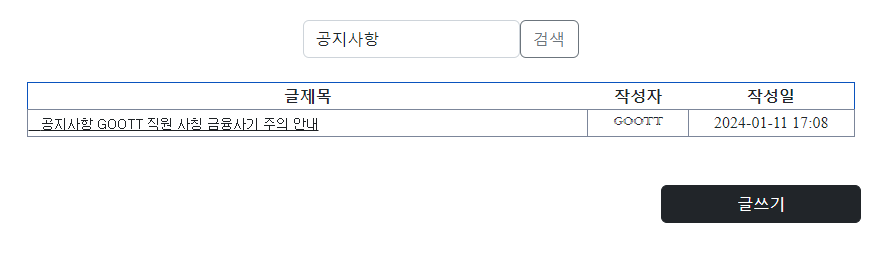 공지사항 검색
글제목 작성자 작성일
공지사항 GOOTT 직원 사칭 금융사기 주의 안내 GOOTT 2024-01-11 17:08
글쓰기